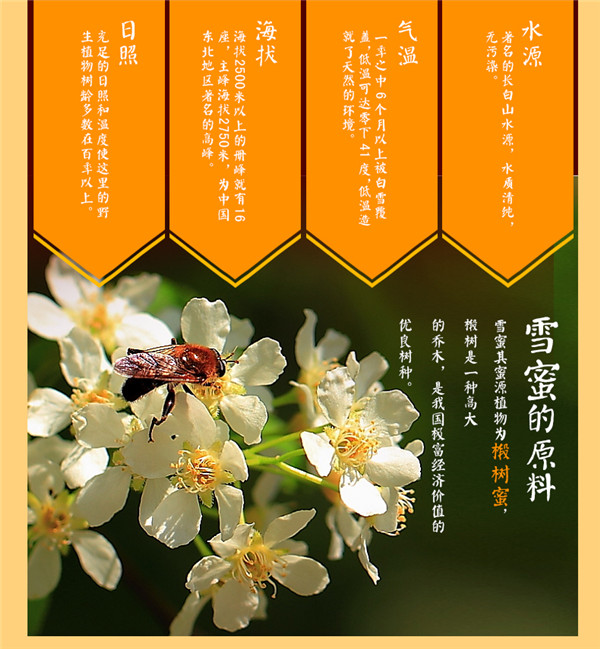 水源
著名的长白山水源，水质清纯，
无污染。
气温
一年之中6个月以上被白雪覆
盖,低温可达零下41度,低温造
就了天然的环境。
海拔
海拔2500米以上的峰就有16
座，主峰海拔2750米，为中国
东北地区著名的高峰。
日照
充足的日照和温度使这里的野
生植物树龄多数在百年以上。
雪蜜的原料
雪蜜其蜜源植物为椴树蜜，
椴树是一种高大
的乔木，是我国极富经济价值的
优良树种。